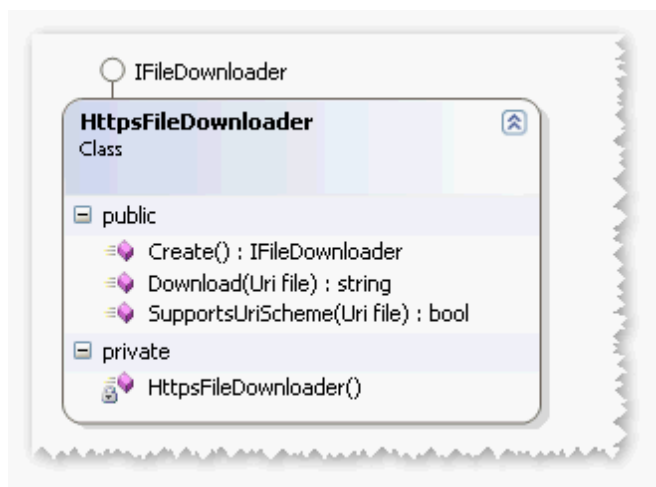 IFileDownloader
HttpsFileDownloader
Class
public
Create() : IFileDownloader
Download(Uri file) : string
SupportsUriScheme(Uri file) : bool
private
HttpsFileDownloader()